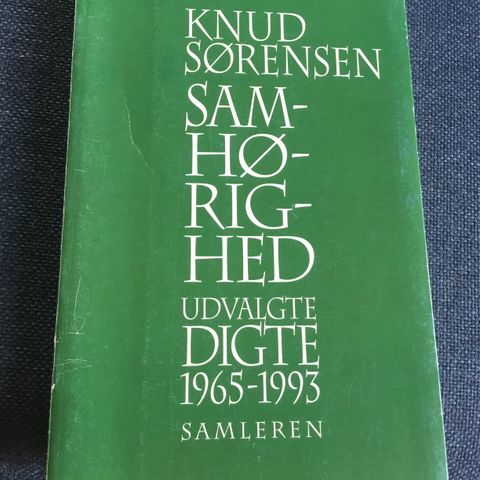 KNUD
SØRENSEN
SAM-
HØ-
RIG-
HED
UDVALGTE
DIGTE
1965-1993
SAMLEREN